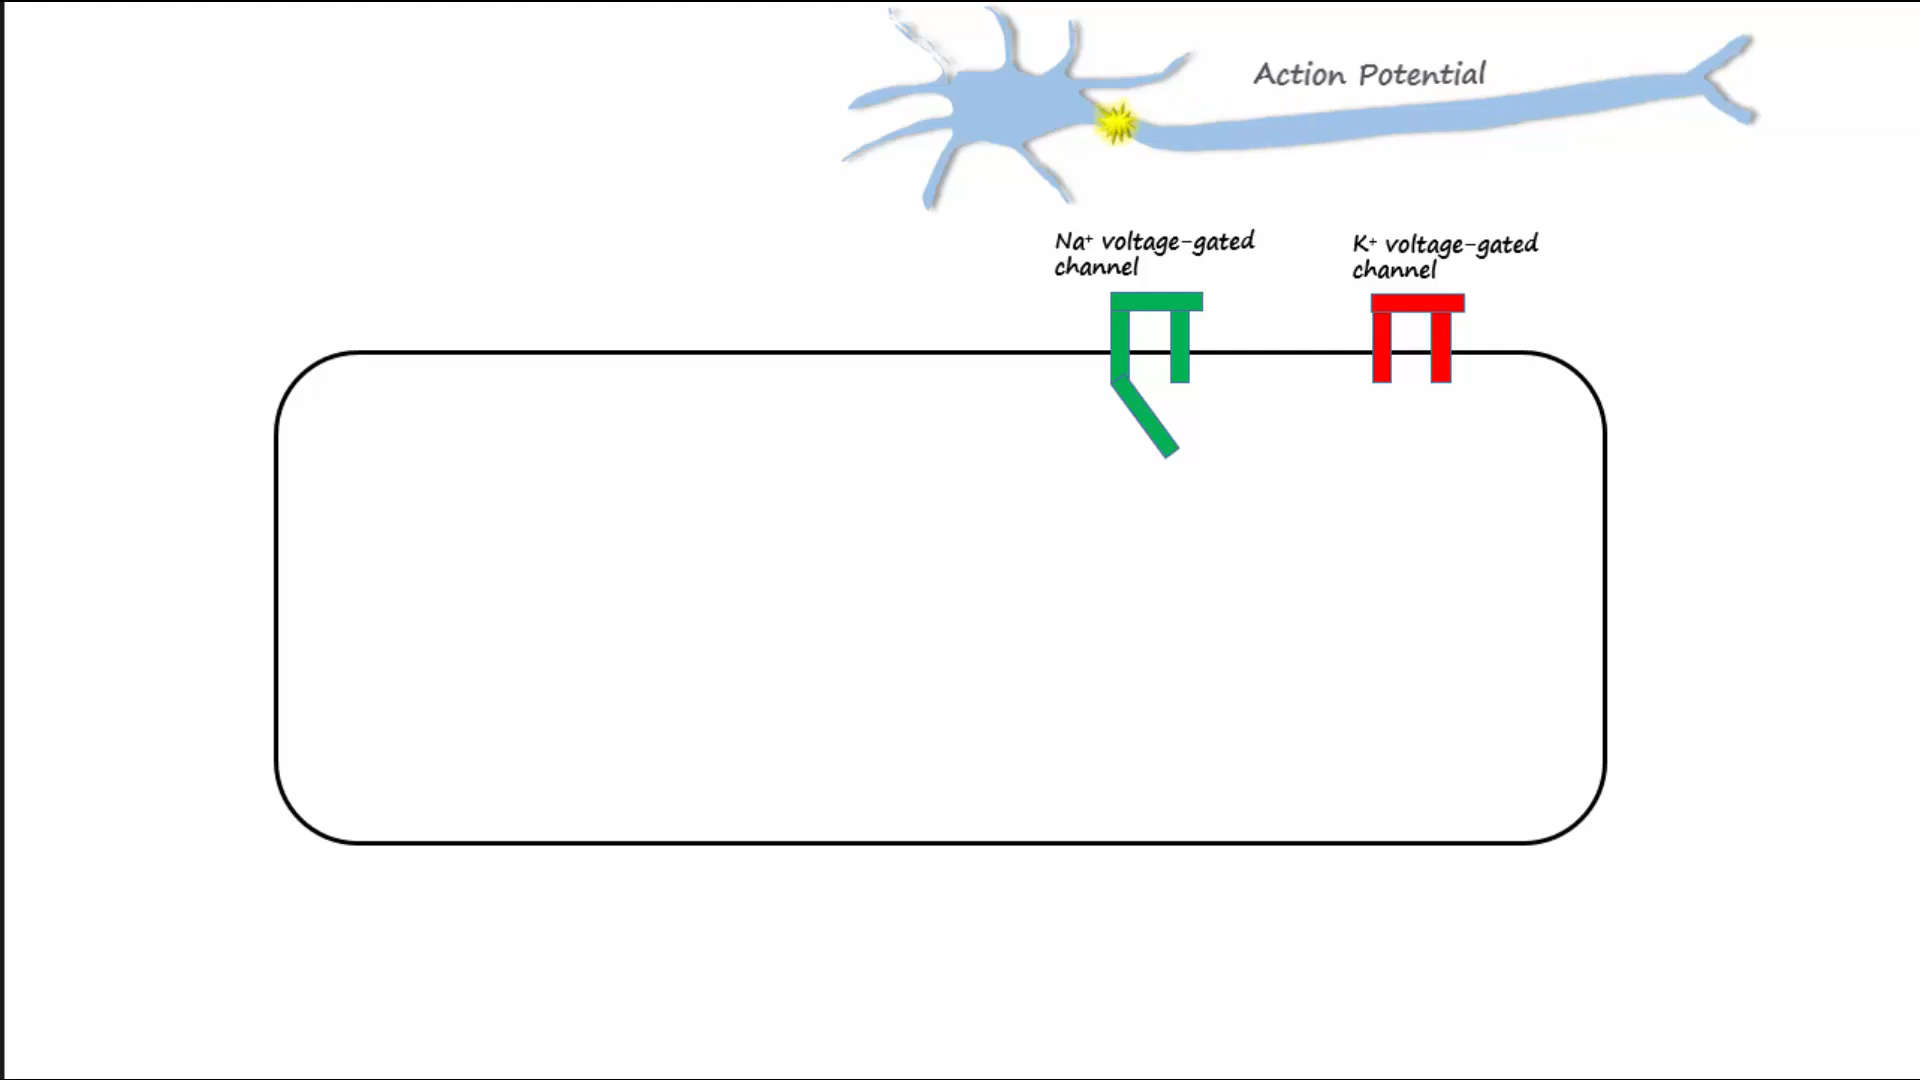 Action Potential
Na⁺ voltage-gated
channel
K⁺ voltage-gated
channel